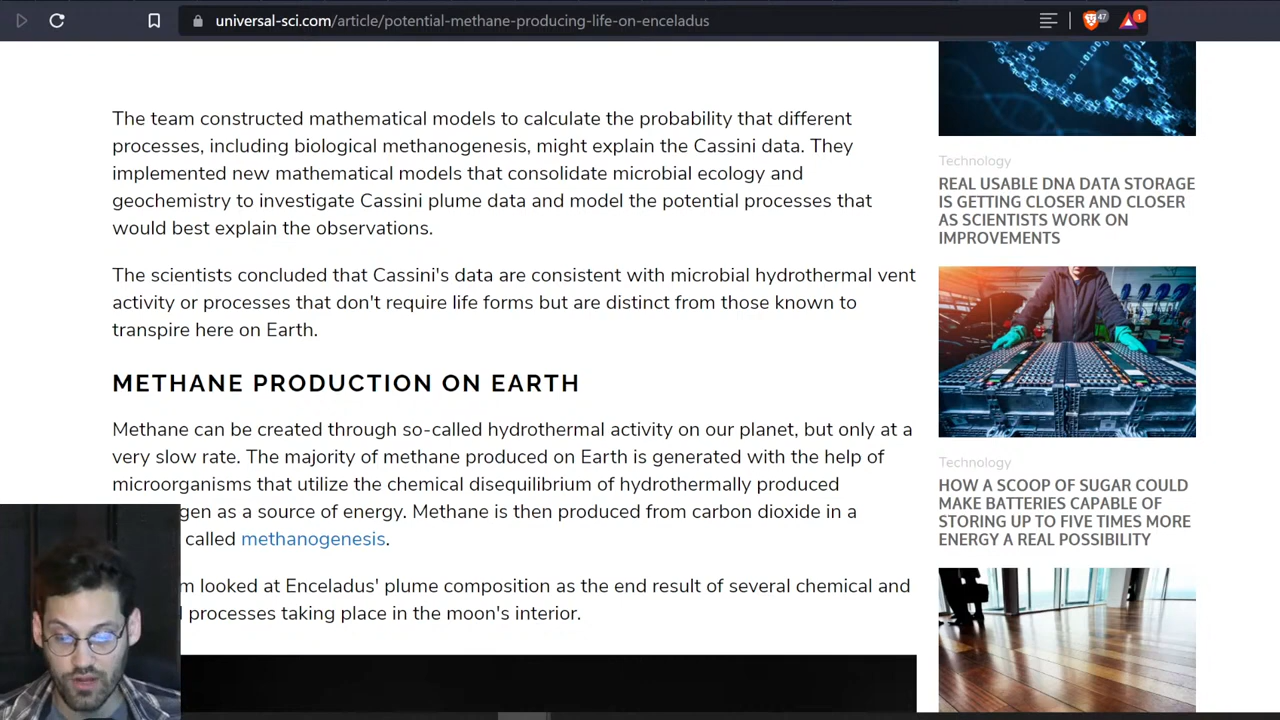 universal-sci.com/article/potential-methane-producing-life-on-enceladus
47
1
The team constructed mathematical models to calculate the probability that different
processes, including biological methanogenesis, might explain the Cassini data. They
implemented new mathematical models that consolidate microbial ecology and
geochemistry to investigate Cassini plume data and model the potential processes that
would best explain the observations.
The scientists concluded that Cassini's data are consistent with microbial hydrothermal vent
activity or processes that don't require life forms but are distinct from those known to
transpire here on Earth.
METHANE PRODUCTION ON EARTH
Methane can be created through so-called hydrothermal activity on our planet, but only at a
very slow rate. The majority of methane produced on Earth is generated with the help of
microorganisms that utilize the chemical disequilibrium of hydrothermally produced
gen as a source of energy. Methane is then produced from carbon dioxide in a
called methanogenesis.
m looked at Enceladus' plume composition as the end result of several chemical and
processes taking place in the moon's interior.
Technology
REAL USABLE DNA DATA STORAGE
IS GETTING CLOSER AND CLOSER
AS SCIENTISTS WORK ON
IMPROVEMENTS
Technology
HOW A SCOOP OF SUGAR COULD
MAKE BATTERIES CAPABLE OF
STORING UP TO FIVE TIMES MORE
ENERGY A REAL POSSIBILITY